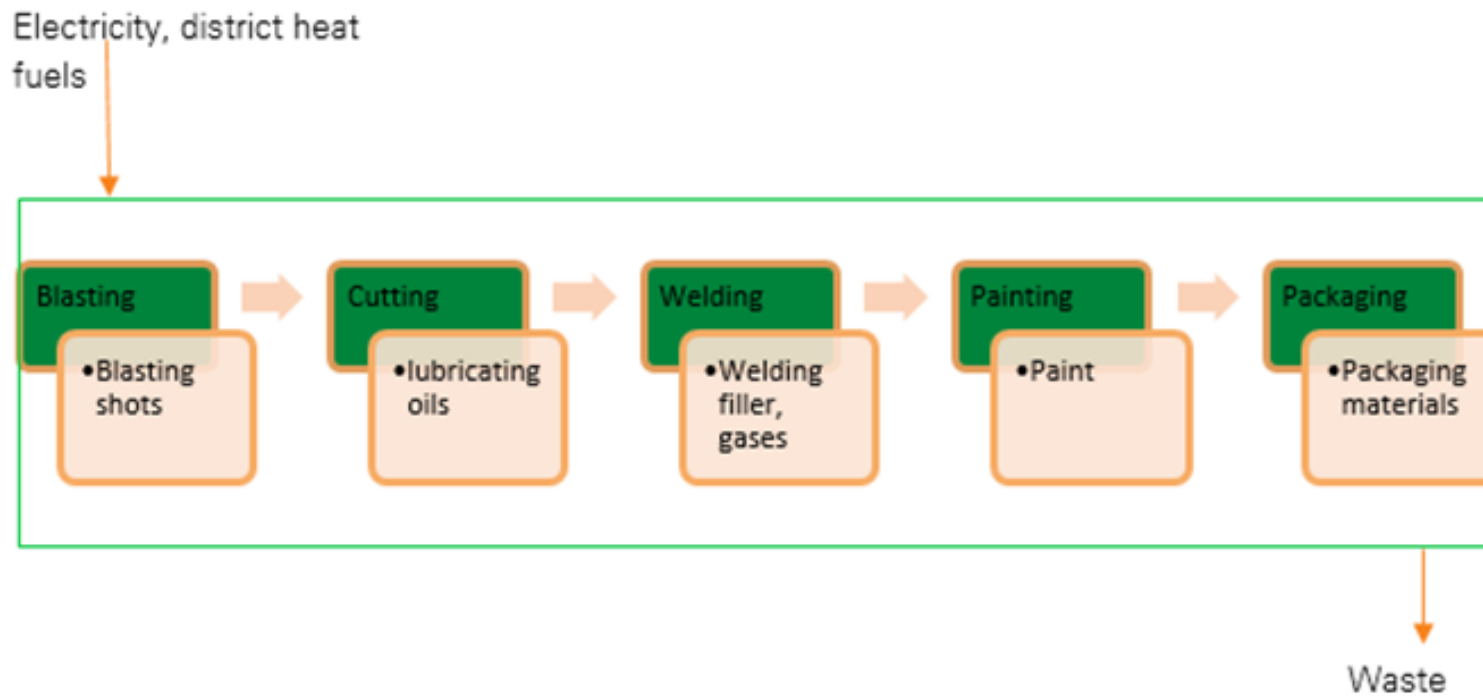 Electricity, district heat
fuels
Blasting
•Blasting
shots
Cutting
•lubricating
oils
Welding
•Welding
filler,
gases
Painting
•Paint
Packaging
•Packaging
materials
Waste